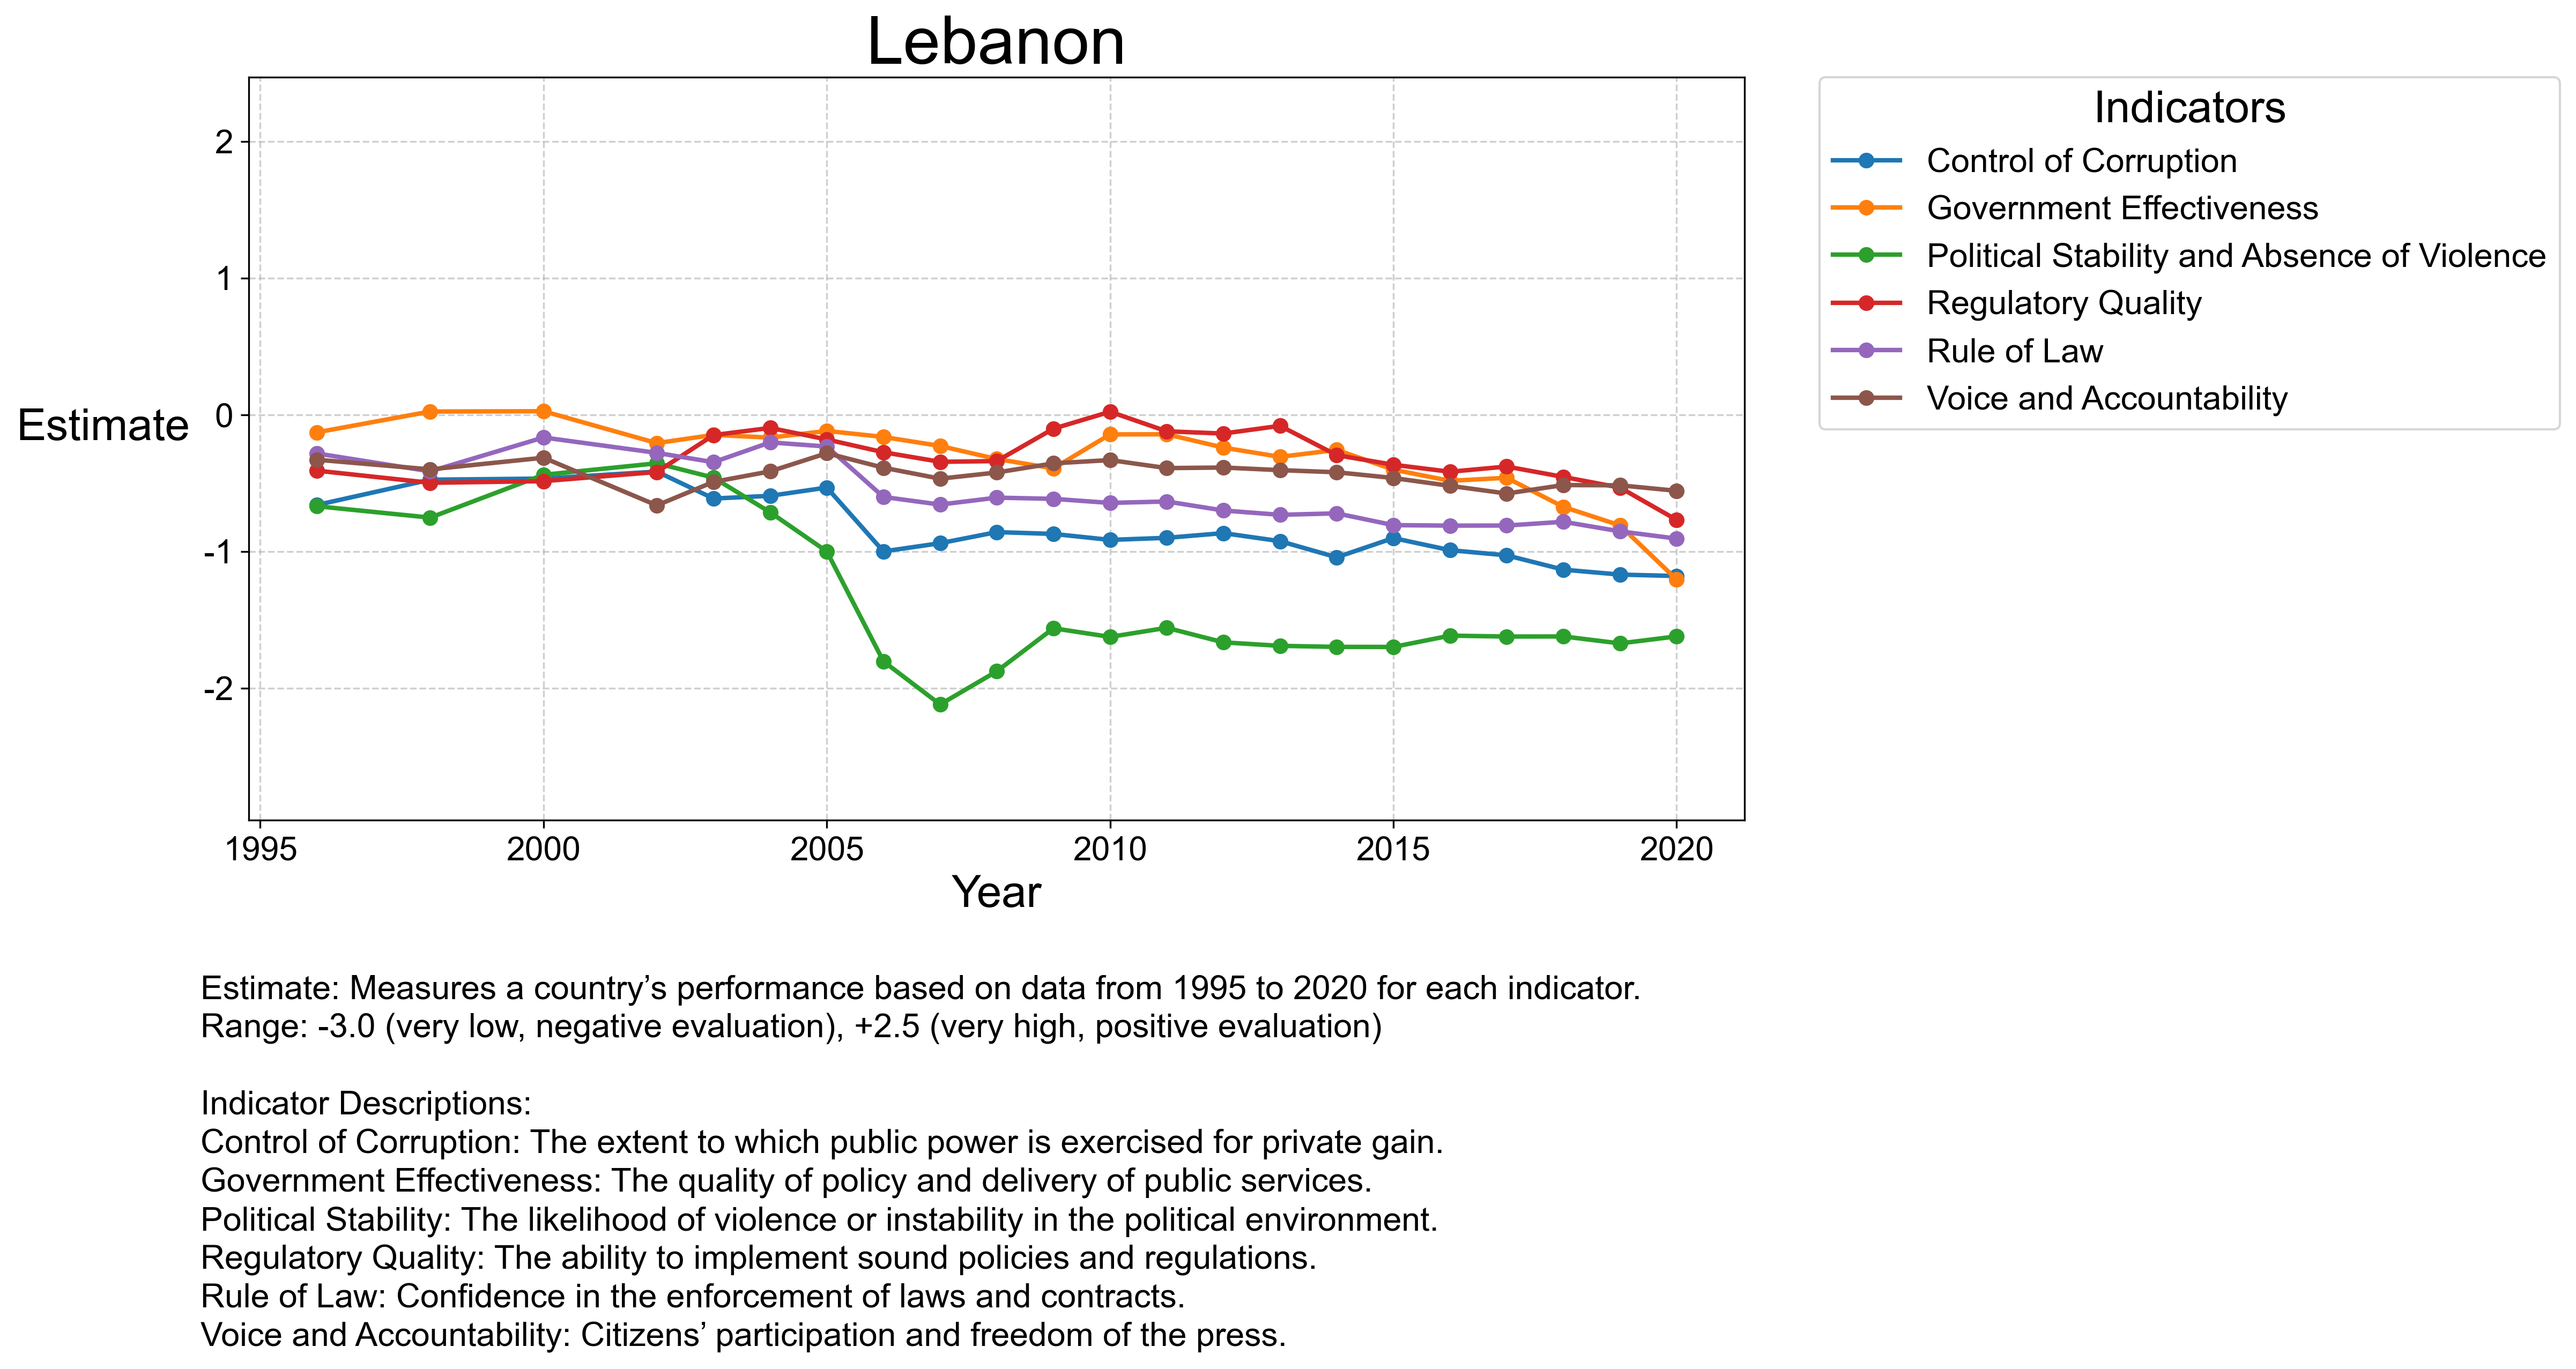 Lebanon
Estimate
2
1
0
-1
-2
1995 2000 2005 2010 2015 2020
Year
Indicators
Control of Corruption
Government Effectiveness
Political Stability and Absence of Violence
Regulatory Quality
Rule of Law
Voice and Accountability
Estimate: Measures a country’s performance based on data from 1995 to 2020 for each indicator.
Range: -3.0 (very low, negative evaluation), +2.5 (very high, positive evaluation)
Indicator Descriptions:
Control of Corruption: The extent to which public power is exercised for private gain.
Government Effectiveness: The quality of policy and delivery of public services.
Political Stability: The likelihood of violence or instability in the political environment.
Regulatory Quality: The ability to implement sound policies and regulations.
Rule of Law: Confidence in the enforcement of laws and contracts.
Voice and Accountability: Citizens’ participation and freedom of the press.